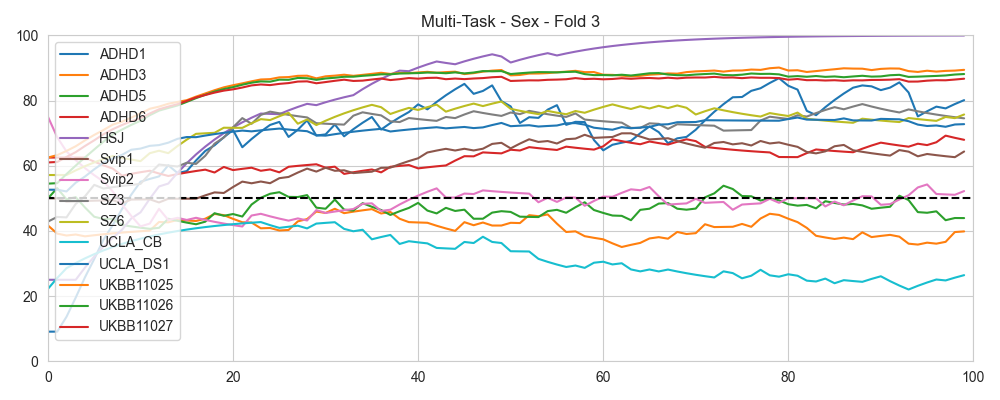 Multi-Task - Sex - Fold 3
100
80
60
40
20
0
ADHD1
ADHD3
ADHD5
ADHD6
HSJ
Svip1
Svip2
SZ3
SZ6
UCLA_CB
UCLA_DS1
UKBB11025
UKBB11026
UKBB11027
0 20 40 60 80 100